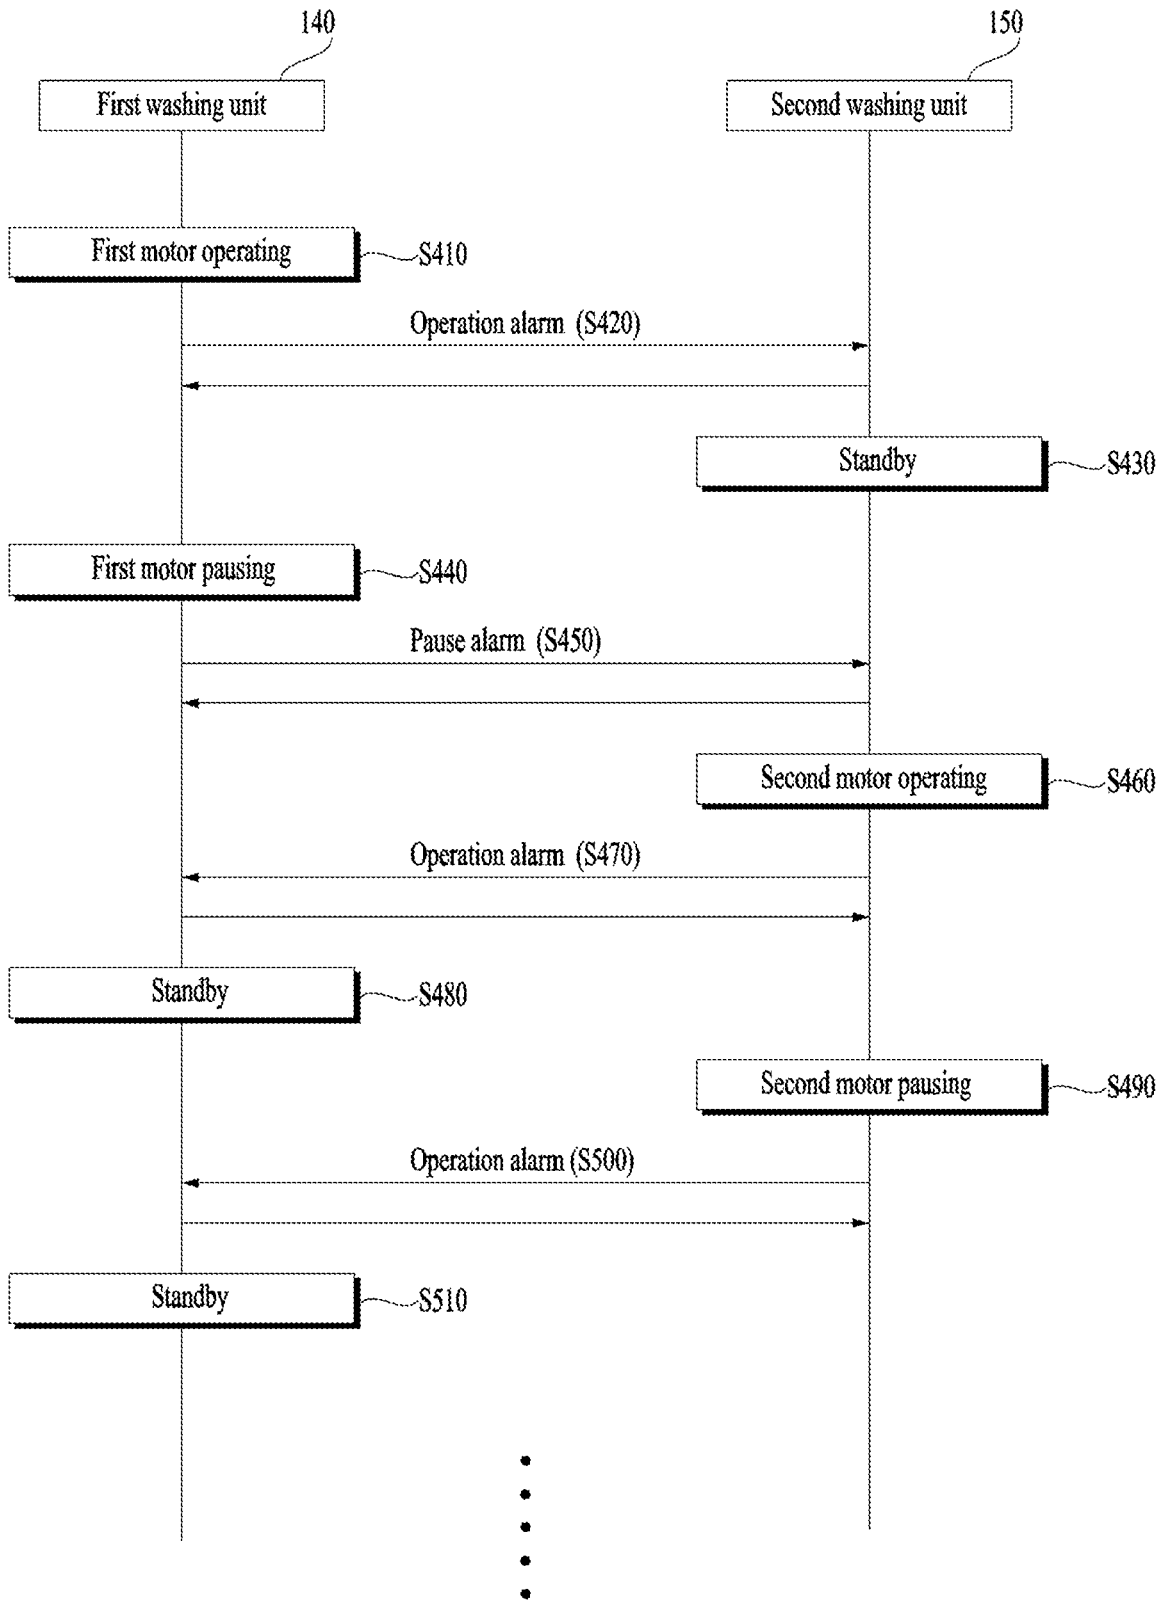 140
150
First washing unit
Second washing unit
First motor operating
S410
Operation alarm (S420)
Standby
S430
First motor pausing
S440
Pause alarm (S450)
Second motor operating
S460
Operation alarm (S470)
Standby
S480
Second motor pausing
S490
Operation alarm (S500)
Standby
S510